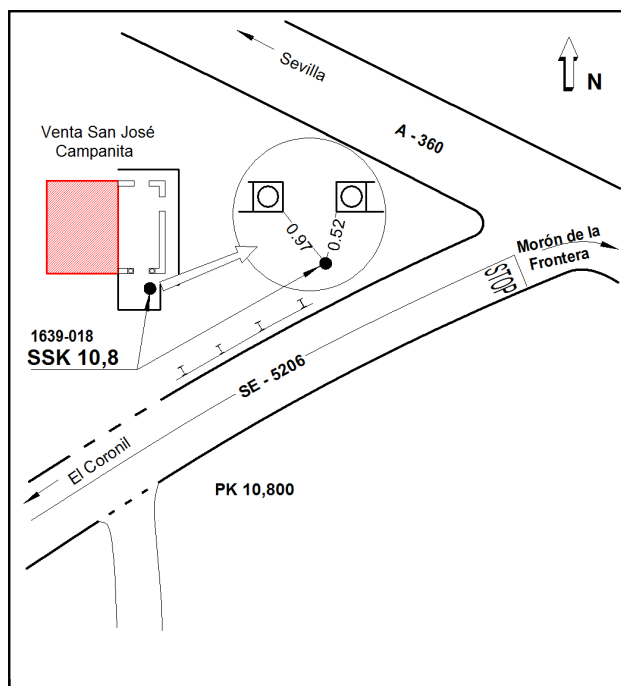 Sevilla
N
A - 360
Venta San José
Campanita
0.97
0.52
Morón de la
Frontera
STOP
1639-018
SSK 10,8
SE - 5206
El Coronil
PK 10,800